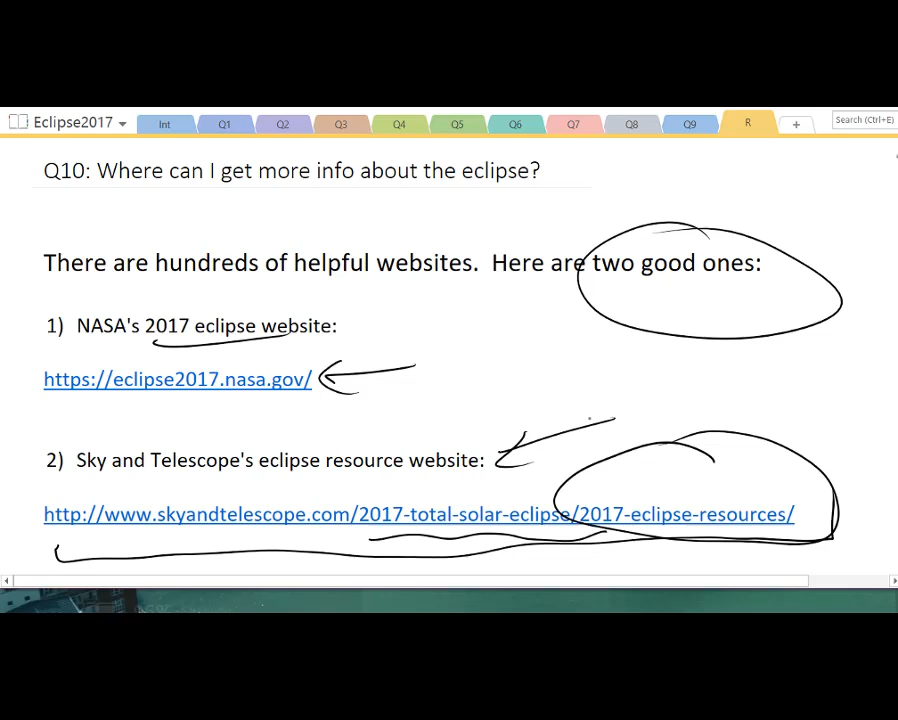 Eclipse2017 Int Q1 Q2 Q3 Q4 Q5 Q6 Q7 Q8 Q9 R + Search (Ctrl+E)
Q10: Where can I get more info about the eclipse?
There are hundreds of helpful websites.  Here are two good ones:
1) NASA's 2017 eclipse website:
https://eclipse2017.nasa.gov/
2) Sky and Telescope's eclipse resource website:
http://www.skyandtelescope.com/2017-total-solar-eclipse/2017-eclipse-resources/